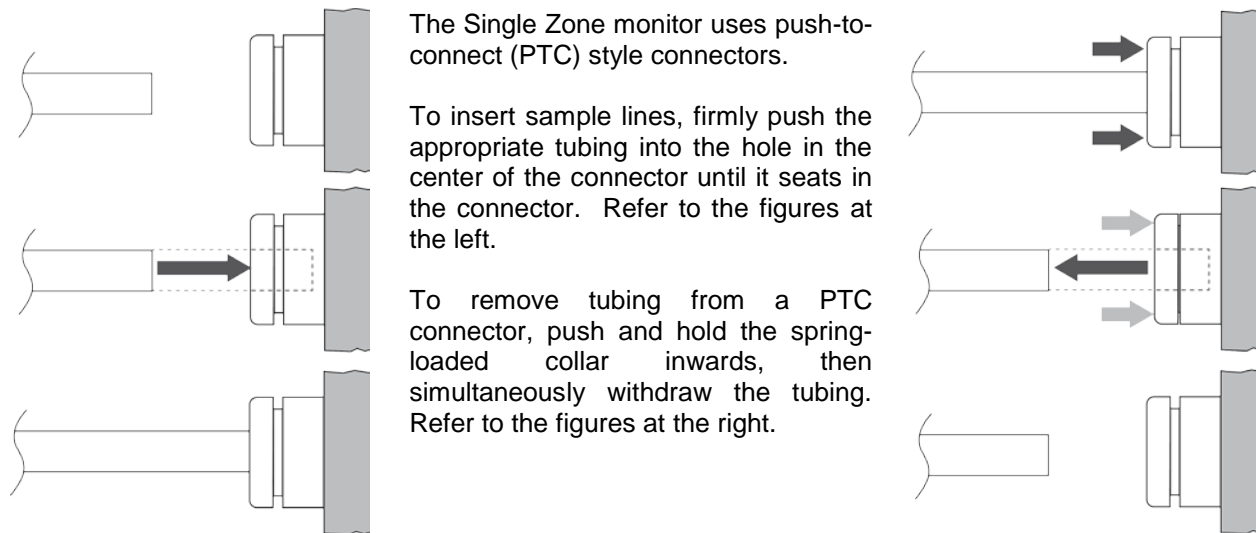 The Single Zone monitor uses push-to-
connect (PTC) style connectors.
To insert sample lines, firmly push the
appropriate tubing into the hole in the
center of the connector until it seats in
the connector. Refer to the figures at
the left.
To remove tubing from a PTC
connector, push and hold the spring-
loaded collar inwards, then
simultaneously withdraw the tubing.
Refer to the figures at the right.